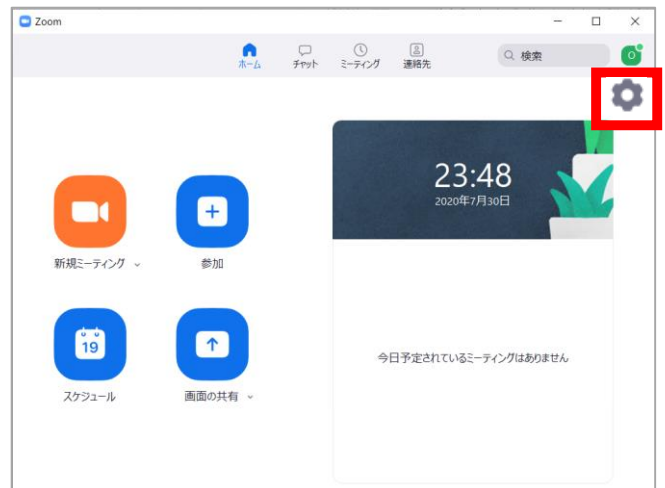 Zoom
ホーム
チャット
ミーティング
連絡先
検索
O
23:48
2020年7月30日
新規ミーティング
参加
19
スケジュール
画面の共有
今日予定されているミーティングはありません